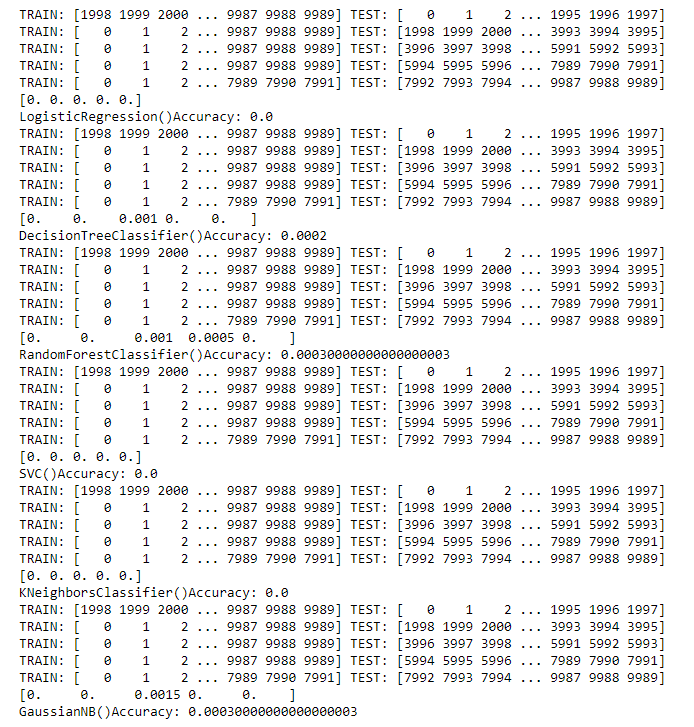 TRAIN: [1998 1999 2000 ... 9987 9988 9989] TEST: [   0    1    2 ... 1995 1996 1997]
TRAIN: [   0    1    2 ... 9987 9988 9989] TEST: [1998 1999 2000 ... 3993 3994 3995]
TRAIN: [   0    1    2 ... 9987 9988 9989] TEST: [3996 3997 3998 ... 5991 5992 5993]
TRAIN: [   0    1    2 ... 9987 9988 9989] TEST: [5994 5995 5996 ... 7989 7990 7991]
TRAIN: [   0    1    2 ... 7989 7990 7991] TEST: [7992 7993 7994 ... 9987 9988 9989]
[0. 0. 0. 0. 0.]
LogisticRegression()Accuracy: 0.0
TRAIN: [1998 1999 2000 ... 9987 9988 9989] TEST: [   0    1    2 ... 1995 1996 1997]
TRAIN: [   0    1    2 ... 9987 9988 9989] TEST: [1998 1999 2000 ... 3993 3994 3995]
TRAIN: [   0    1    2 ... 9987 9988 9989] TEST: [3996 3997 3998 ... 5991 5992 5993]
TRAIN: [   0    1    2 ... 9987 9988 9989] TEST: [5994 5995 5996 ... 7989 7990 7991]
TRAIN: [   0    1    2 ... 7989 7990 7991] TEST: [7992 7993 7994 ... 9987 9988 9989]
[0.    0.    0.001 0.    0.   ]
DecisionTreeClassifier()Accuracy: 0.0002
TRAIN: [1998 1999 2000 ... 9987 9988 9989] TEST: [   0    1    2 ... 1995 1996 1997]
TRAIN: [   0    1    2 ... 9987 9988 9989] TEST: [1998 1999 2000 ... 3993 3994 3995]
TRAIN: [   0    1    2 ... 9987 9988 9989] TEST: [3996 3997 3998 ... 5991 5992 5993]
TRAIN: [   0    1    2 ... 9987 9988 9989] TEST: [5994 5995 5996 ... 7989 7990 7991]
TRAIN: [   0    1    2 ... 7989 7990 7991] TEST: [7992 7993 7994 ... 9987 9988 9989]
[0.     0.     0.001  0.0005 0.    ]
RandomForestClassifier()Accuracy: 0.00030000000000000003
TRAIN: [1998 1999 2000 ... 9987 9988 9989] TEST: [   0    1    2 ... 1995 1996 1997]
TRAIN: [   0    1    2 ... 9987 9988 9989] TEST: [1998 1999 2000 ... 3993 3994 3995]
TRAIN: [   0    1    2 ... 9987 9988 9989] TEST: [3996 3997 3998 ... 5991 5992 5993]
TRAIN: [   0    1    2 ... 9987 9988 9989] TEST: [5994 5995 5996 ... 7989 7990 7991]
TRAIN: [   0    1    2 ... 7989 7990 7991] TEST: [7992 7993 7994 ... 9987 9988 9989]
[0. 0. 0. 0. 0.]
SVC()Accuracy: 0.0
TRAIN: [1998 1999 2000 ... 9987 9988 9989] TEST: [   0    1    2 ... 1995 1996 1997]
TRAIN: [   0    1    2 ... 9987 9988 9989] TEST: [1998 1999 2000 ... 3993 3994 3995]
TRAIN: [   0    1    2 ... 9987 9988 9989] TEST: [3996 3997 3998 ... 5991 5992 5993]
TRAIN: [   0    1    2 ... 9987 9988 9989] TEST: [5994 5995 5996 ... 7989 7990 7991]
TRAIN: [   0    1    2 ... 7989 7990 7991] TEST: [7992 7993 7994 ... 9987 9988 9989]
[0. 0. 0. 0. 0.]
KNeighborsClassifier()Accuracy: 0.0
TRAIN: [1998 1999 2000 ... 9987 9988 9989] TEST: [   0    1    2 ... 1995 1996 1997]
TRAIN: [   0    1    2 ... 9987 9988 9989] TEST: [1998 1999 2000 ... 3993 3994 3995]
TRAIN: [   0    1    2 ... 9987 9988 9989] TEST: [3996 3997 3998 ... 5991 5992 5993]
TRAIN: [   0    1    2 ... 9987 9988 9989] TEST: [5994 5995 5996 ... 7989 7990 7991]
TRAIN: [   0    1    2 ... 7989 7990 7991] TEST: [7992 7993 7994 ... 9987 9988 9989]
[0.     0.     0.0015 0.     0.    ]
GaussianNB()Accuracy: 0.00030000000000000003